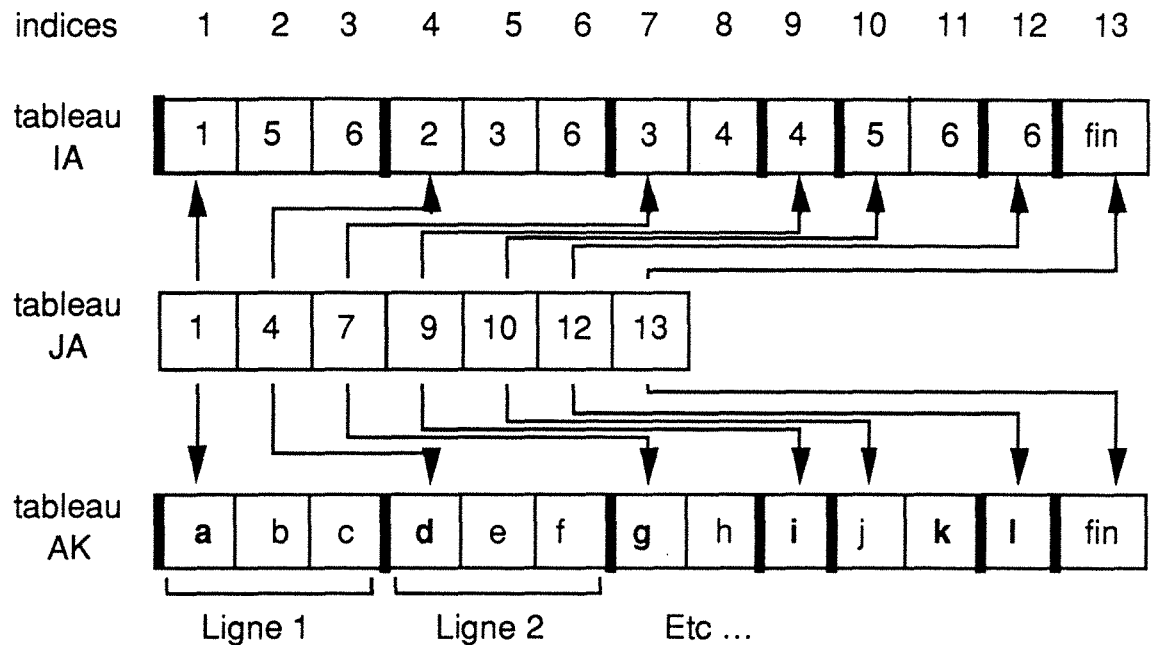 indices 1 2 3 4 5 6 7 8 9 10 11 12 13
tableau
IA
1 5 6 2 3 6 3 4 4 5 6 6 fin
tableau
JA
1 4 7 9 10 12 13
tableau
AK
a b c d e f g h i j k l fin
Ligne 1 Ligne 2 Etc ...